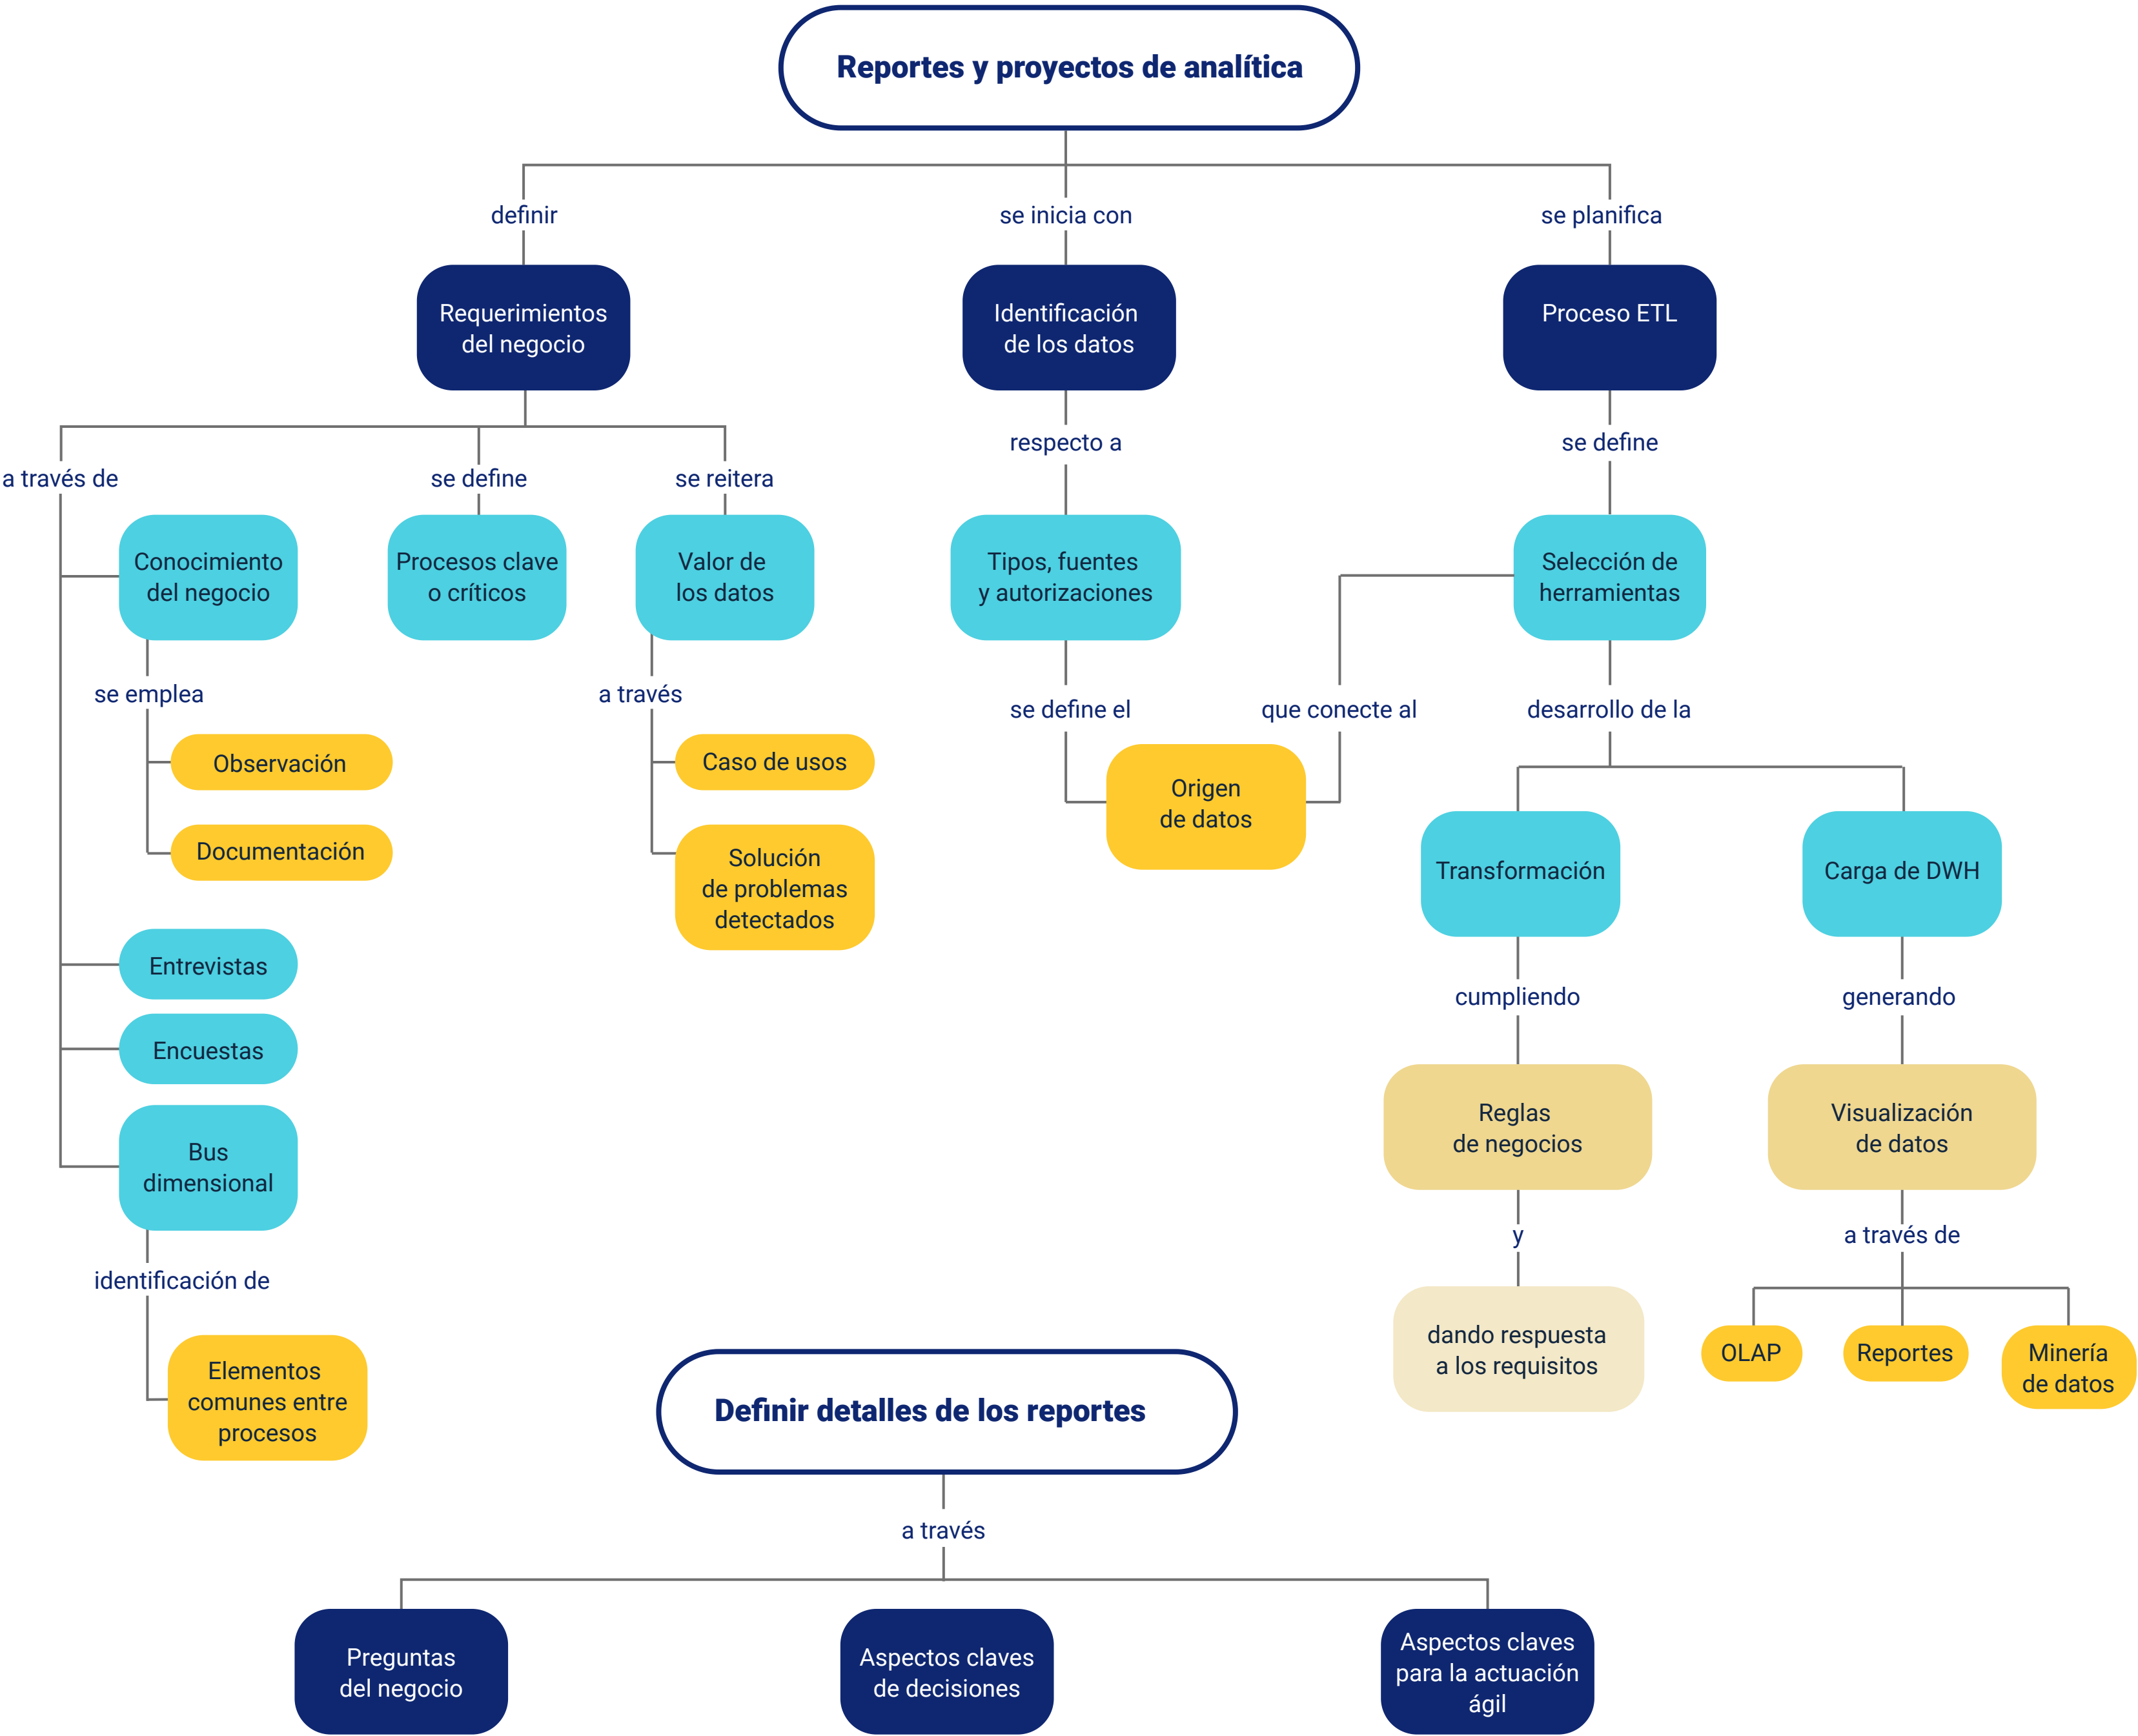 Reportes y proyectos de analítica
definir
se inicia con
se planifica
Requerimientos
del negocio
Identificación
de los datos
Proceso ETL
a través de
se define
se reitera
respecto a
se define
Conocimiento
del negocio
Procesos clave
o críticos
Valor de
los datos
Tipos, fuentes
y autorizaciones
Selección de
herramientas
se emplea
a través
se define el
que conecte al
desarrollo de la
Observación
Documentación
Caso de usos
Solución
de problemas
detectados
Origen
de datos
Transformación
Carga de DWH
Entrevistas
Encuestas
Bus
dimensional
cumpliendo
generando
Reglas
de negocios
Visualización
de datos
identificación de
y
a través de
Elementos
comunes entre
procesos
dando respuesta
a los requisitos
OLAP
Reportes
Minería
de datos
Definir detalles de los reportes
a través
Preguntas
del negocio
Aspectos claves
de decisiones
Aspectos claves
para la actuación
ágil